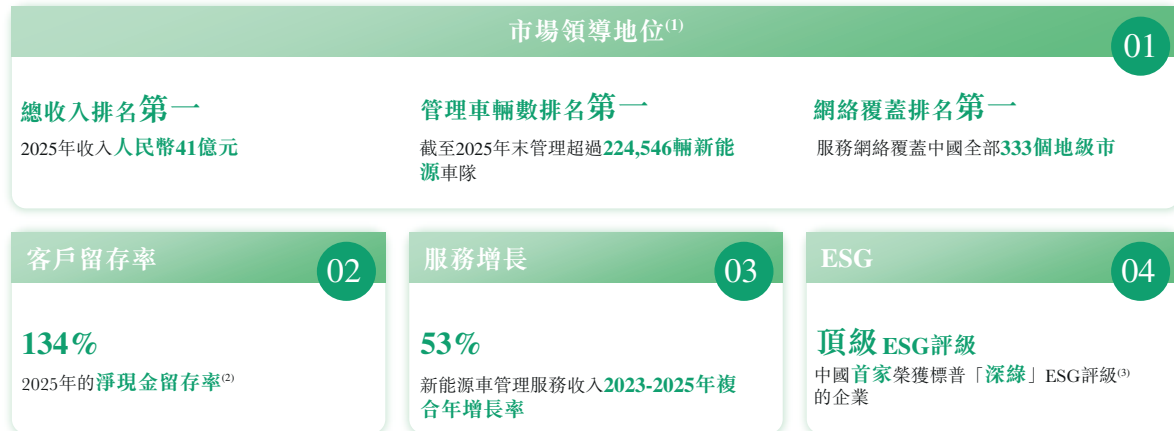 市場領導地位(1)
01
總收入排名第一
2025年收入人民幣41億元
管理車輛數排名第一
截至2025年末管理超過224,546輛新能
源車隊
網絡覆蓋排名第一
服務網絡覆蓋中國全部333個地級市
客戶留存率
02
134%
2025年的淨現金留存率(2)
服務增長
03
53%
新能源車管理服務收入2023-2025年複
合年增長率
ESG
04
頂級ESG評級
中國首家榮獲標普「深綠」ESG評級(3)
的企業